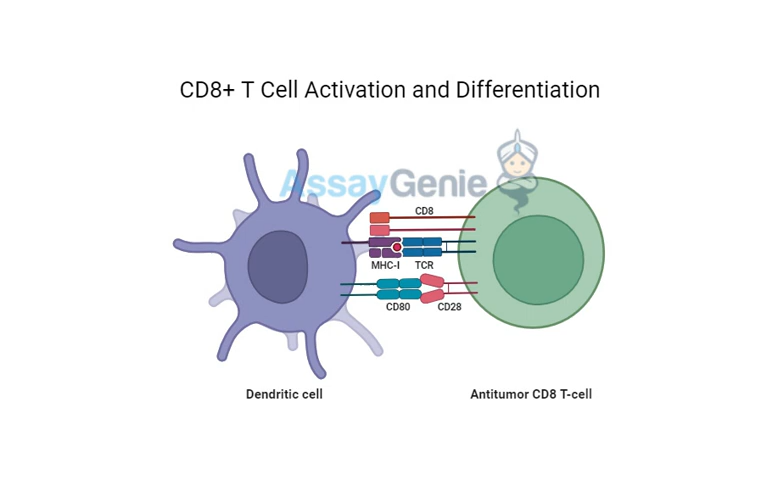 CD8+ T Cell Activation and Differentiation
AssayGenie
CD8
MHC-I
TCR
CD80
CD28
Dendritic cell
Antitumor CD8 T-cell